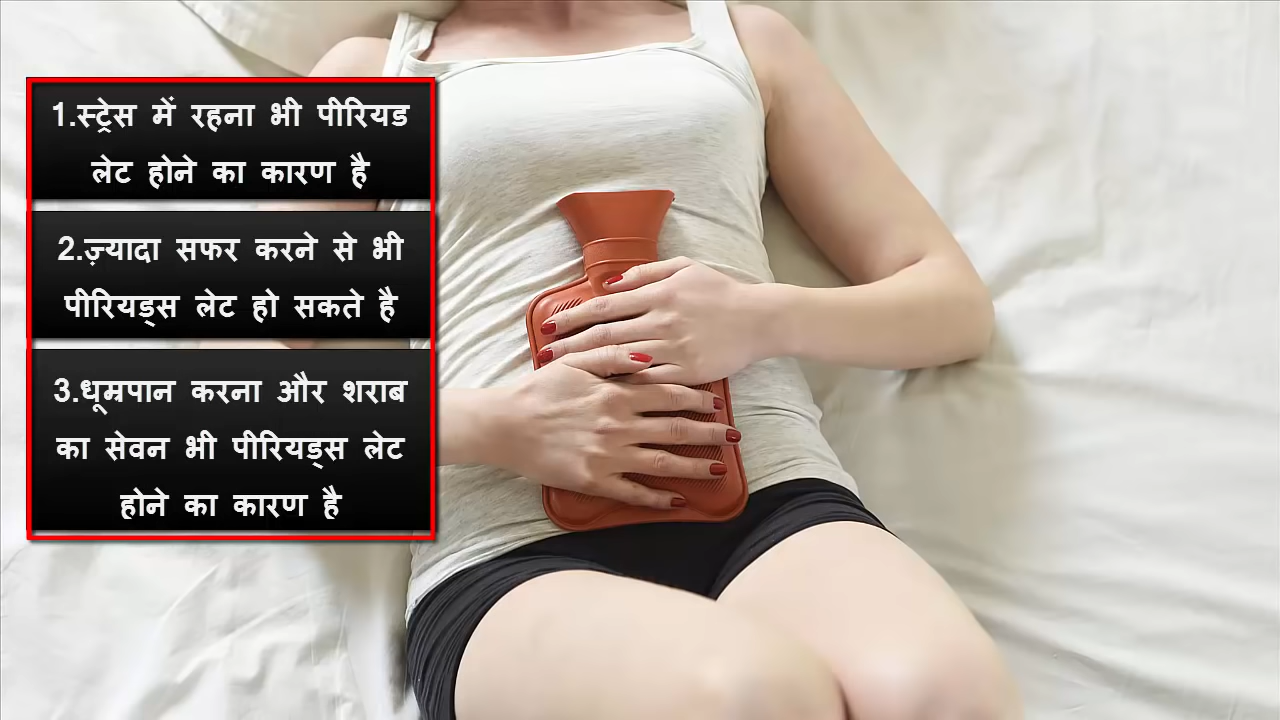 1.स्ट्रेस में रहना भी पीरियड
लेट होने का कारण है
2.ज़्यादा सफर करने से भी
पीरियड्स लेट हो सकते है
3.धूम्रपान करना और शराब
का सेवन भी पीरियड्स लेट
होने का कारण है